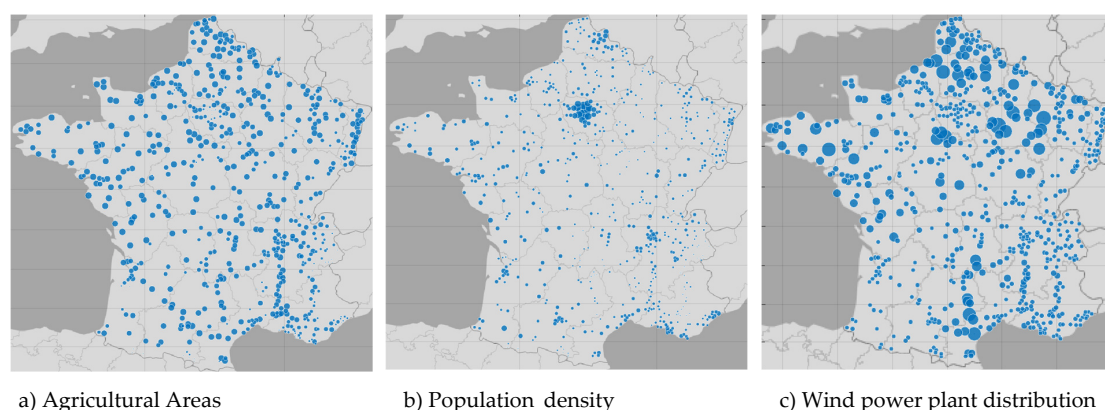 a) Agricultural Areas
b) Population density
c) Wind power plant distribution